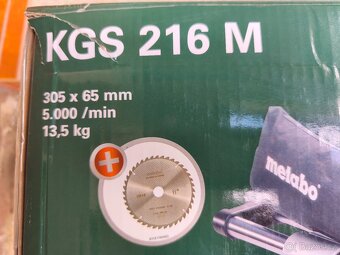 KGS 216 M
305 x 65 mm
5.000 /min
13,5 kg
metabo